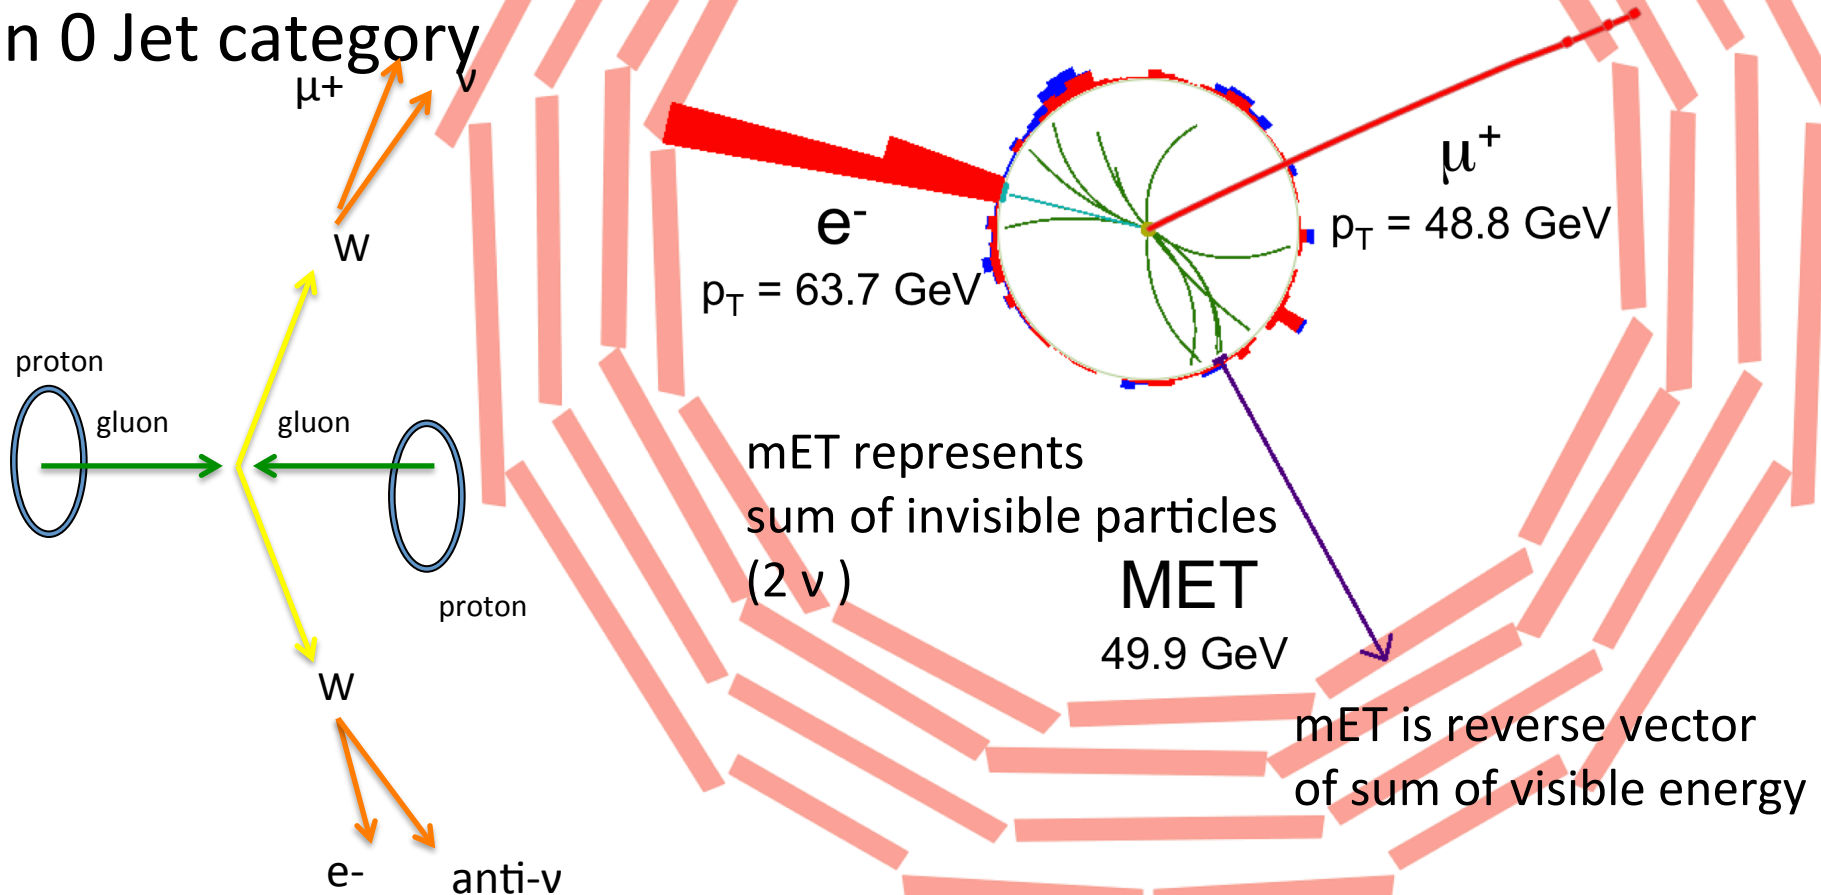 n 0 Jet category
μ+
ν
W
proton
gluon
gluon
proton
W
e-
anti-ν
e-
pT = 63.7 GeV
μ+
pT = 48.8 GeV
mET represents
sum of invisible particles
(2 ν )
MET
49.9 GeV
mET is reverse vector
of sum of visible energy